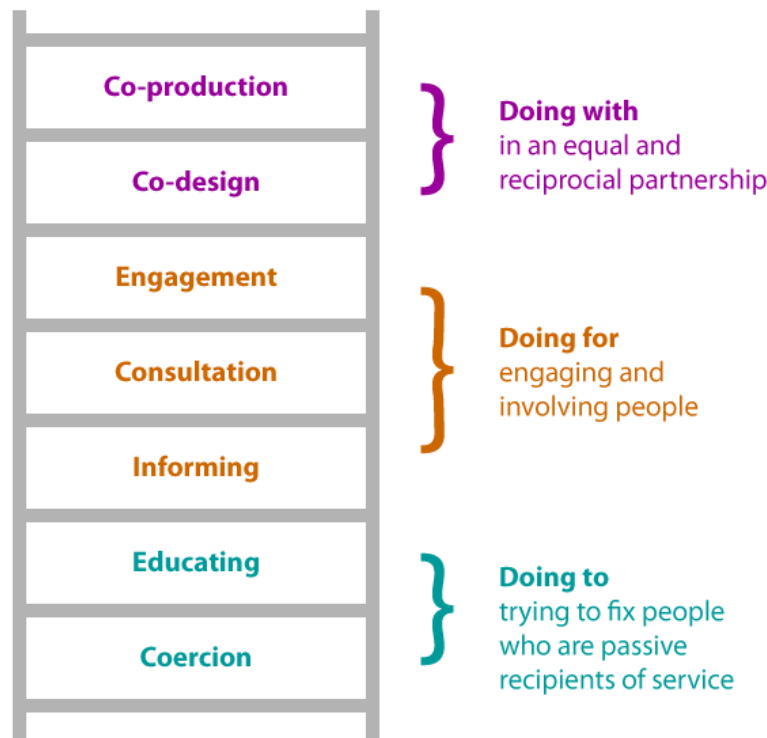 Co-production
Co-design
Doing with
in an equal and
reciprocial partnership
Engagement
Consultation
Informing
Doing for
engaging and
involving people
Educating
Coercion
Doing to
trying to fix people
who are passive
recipients of service